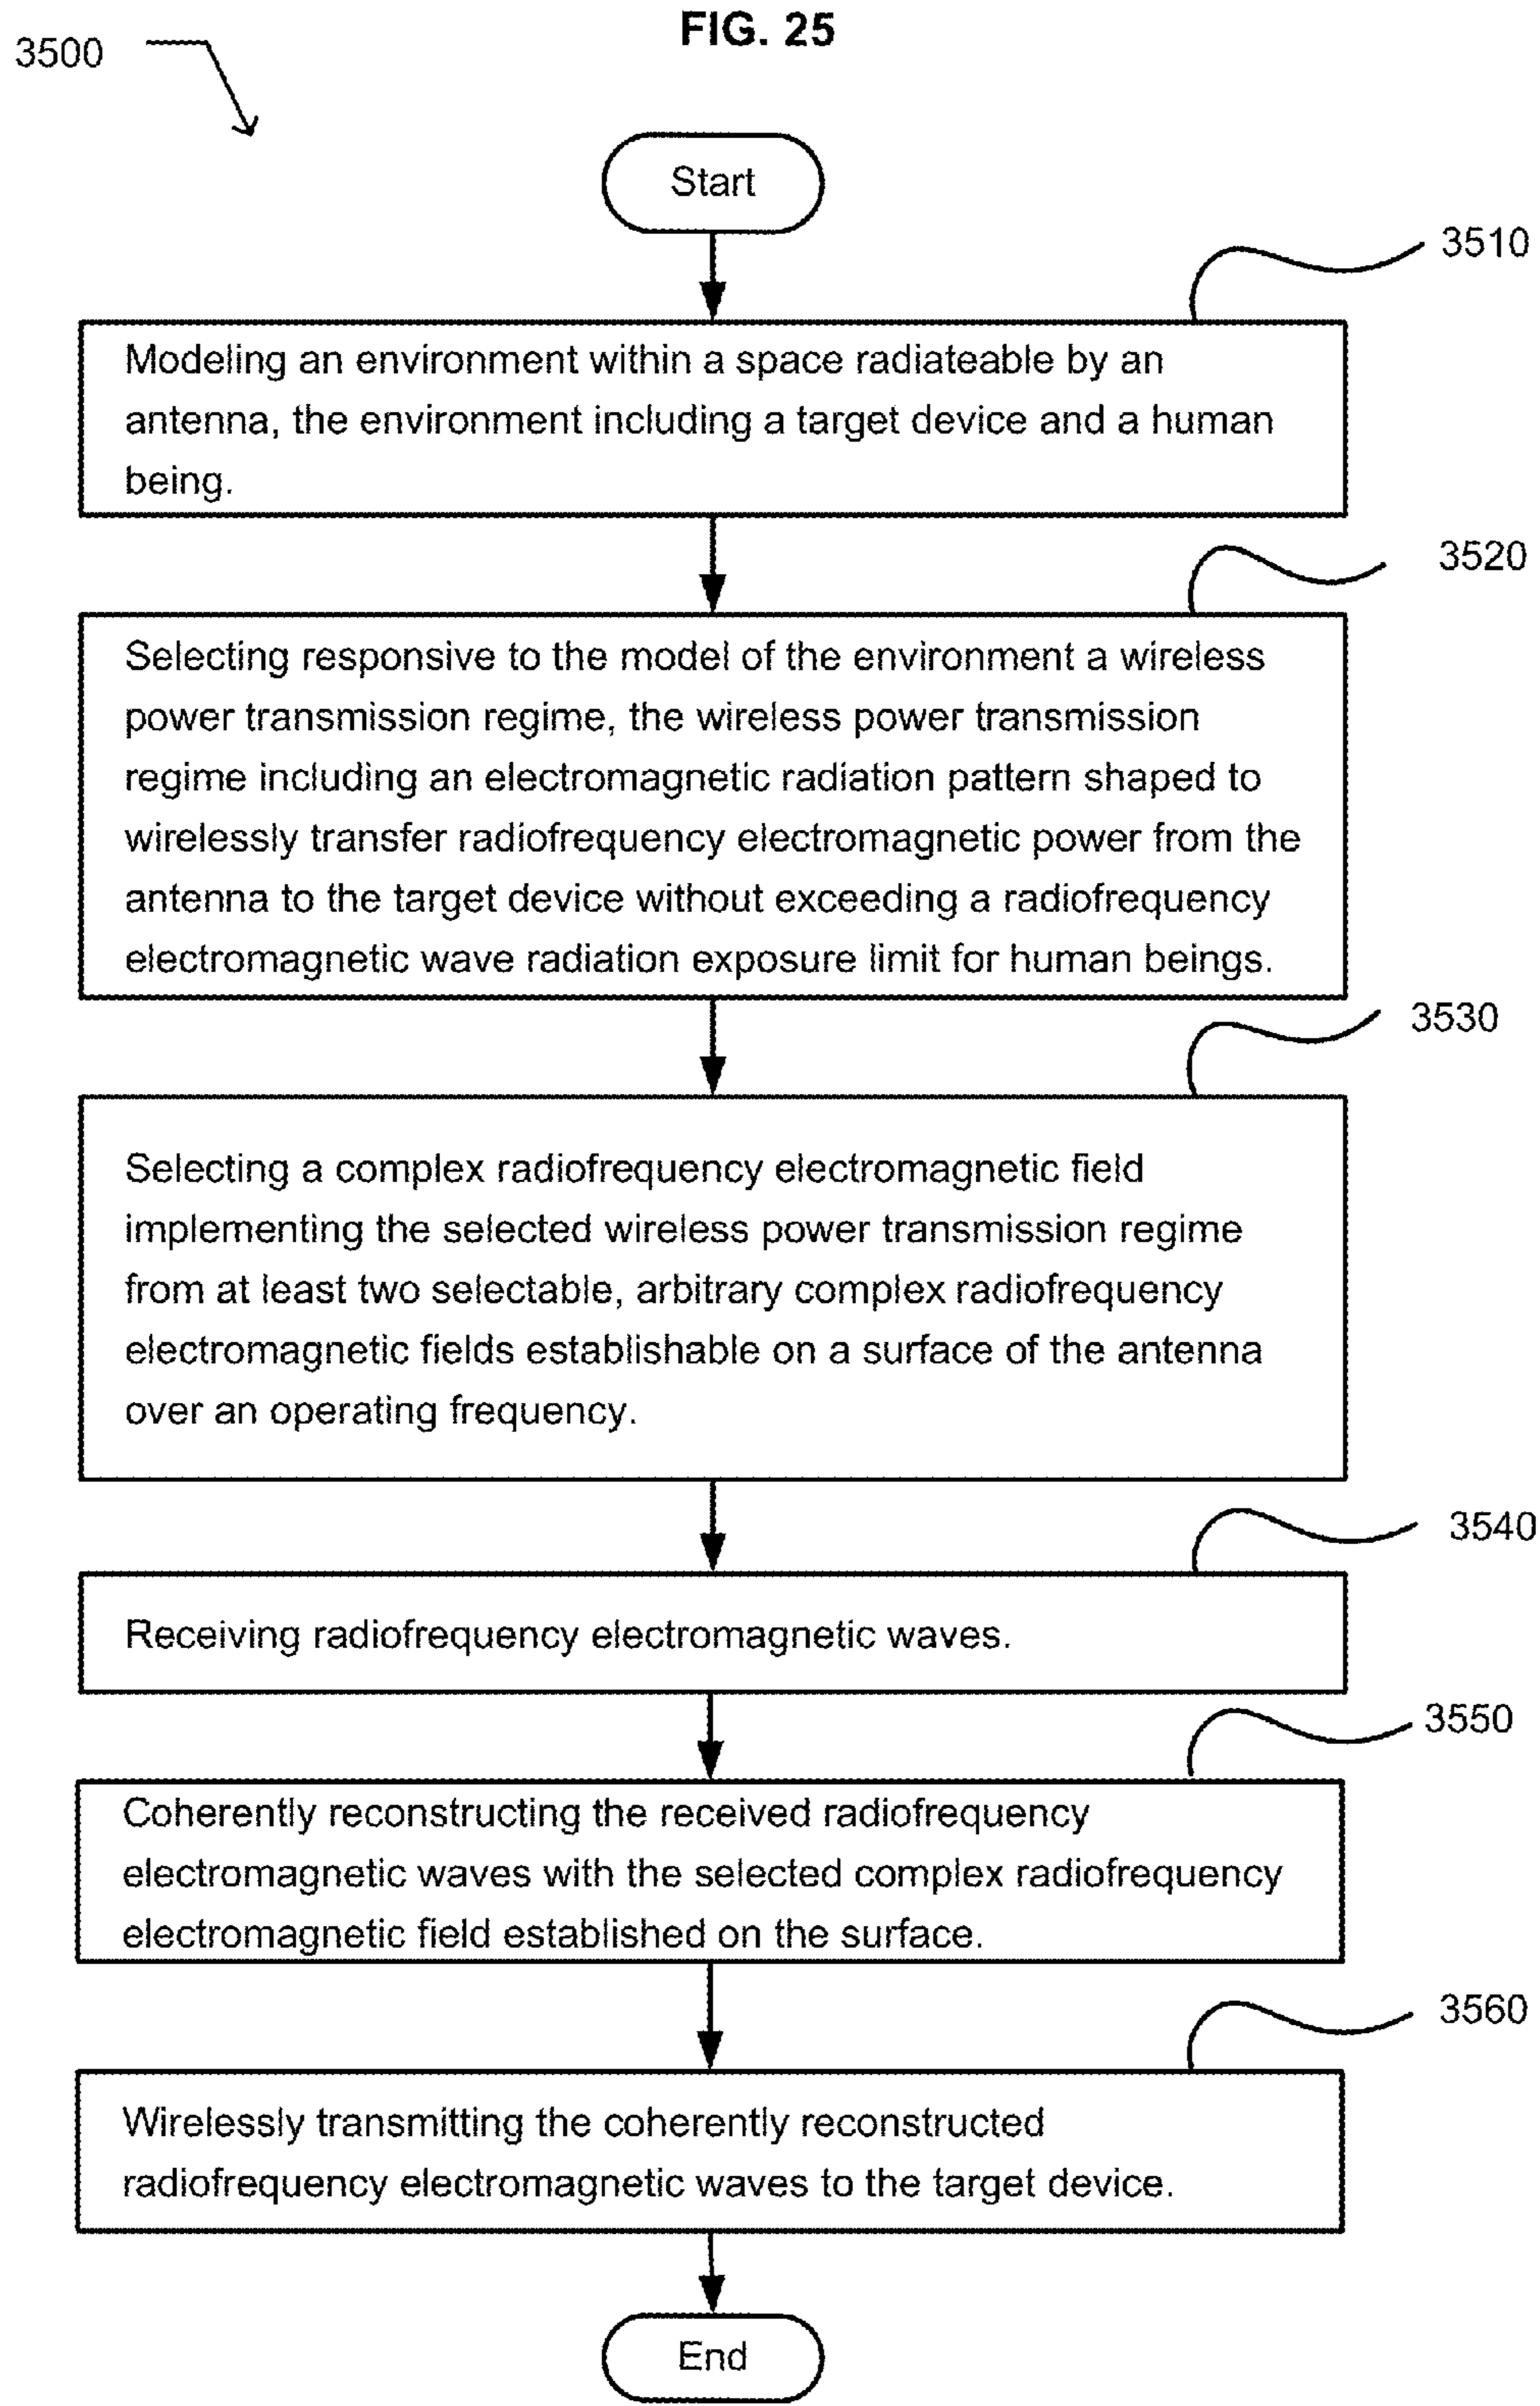 FIG. 25
3500
Start
3510
Modeling an environment within a space radiateable by an
antenna, the environment including a target device and a human
being.
3520
Selecting responsive to the model of the environment a wireless
power transmission regime, the wireless power transmission
regime including an electromagnetic radiation pattern shaped to
wirelessly transfer radiofrequency electromagnetic power from the
antenna to the target device without exceeding a radiofrequency
electromagnetic wave radiation exposure limit for human beings.
3530
Selecting a complex radiofrequency electromagnetic field
implementing the selected wireless power transmission regime
from at least two selectable, arbitrary complex radiofrequency
electromagnetic fields establishable on a surface of the antenna
over an operating frequency.
3540
Receiving radiofrequency electromagnetic waves.
3550
Coherently reconstructing the received radiofrequency
electromagnetic waves with the selected complex radiofrequency
electromagnetic field established on the surface.
3560
Wirelessly transmitting the coherently reconstructed
radiofrequency electromagnetic waves to the target device.
End